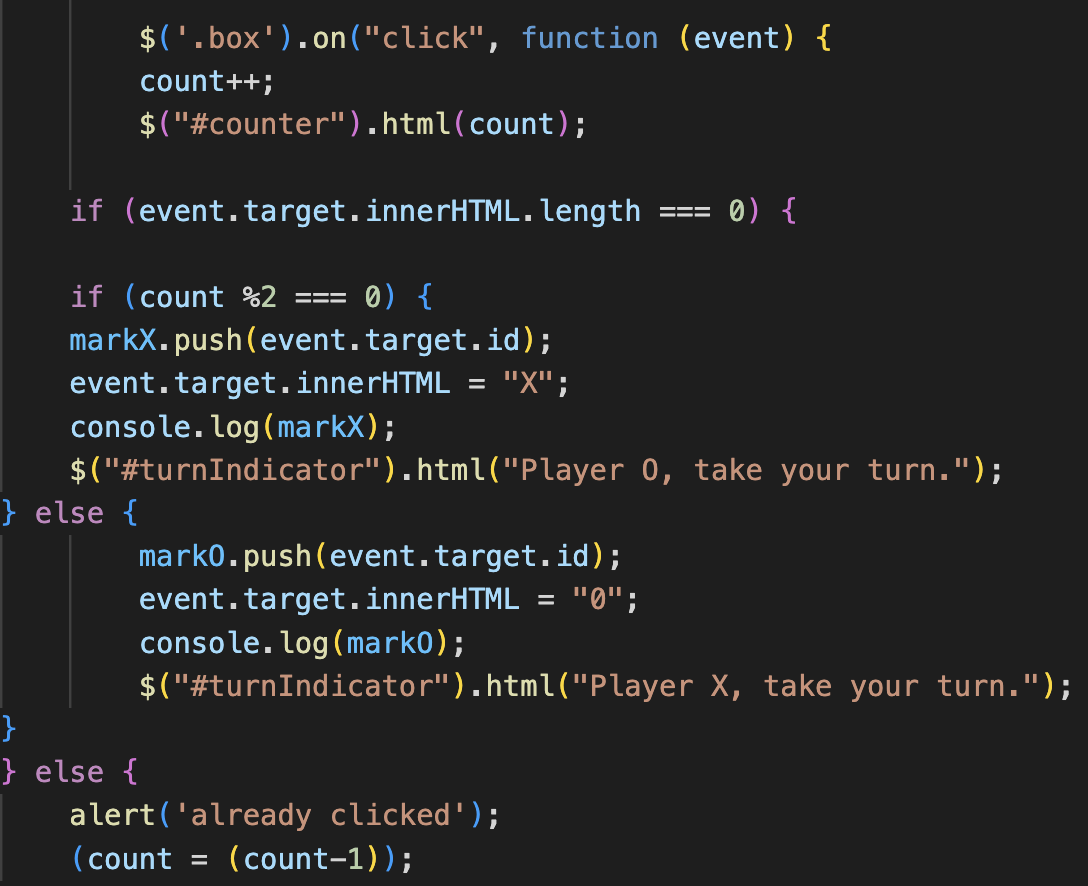 $('.box').on("click", function (event) {
count++;
$("#counter").html(count);
if (event.target.innerHTML.length === 0) {
if (count %2 === 0) {
markX.push(event.target.id);
event.target.innerHTML = "X";
console.log(markX);
$("#turnIndicator").html("Player O, take your turn.");
} else {
markO.push(event.target.id);
event.target.innerHTML = "0";
console.log(markO);
$("#turnIndicator").html("Player X, take your turn.");
}
} else {
alert('already clicked');
(count = (count-1));